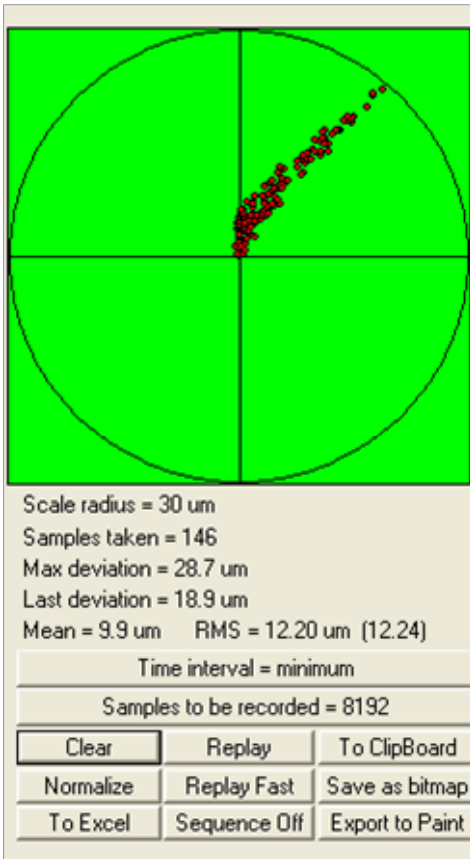 Scale radius = 30 um
Samples taken = 146
Max deviation = 28.7 um
Last deviation = 18.9 um
Mean = 9.9 um RMS = 12.20 um (12.24)
Time interval = minimum
Samples to be recorded = 8192
Clear Replay To ClipBoard
Normalize Replay Fast Save as bitmap
To Excel Sequence Off Export to Paint